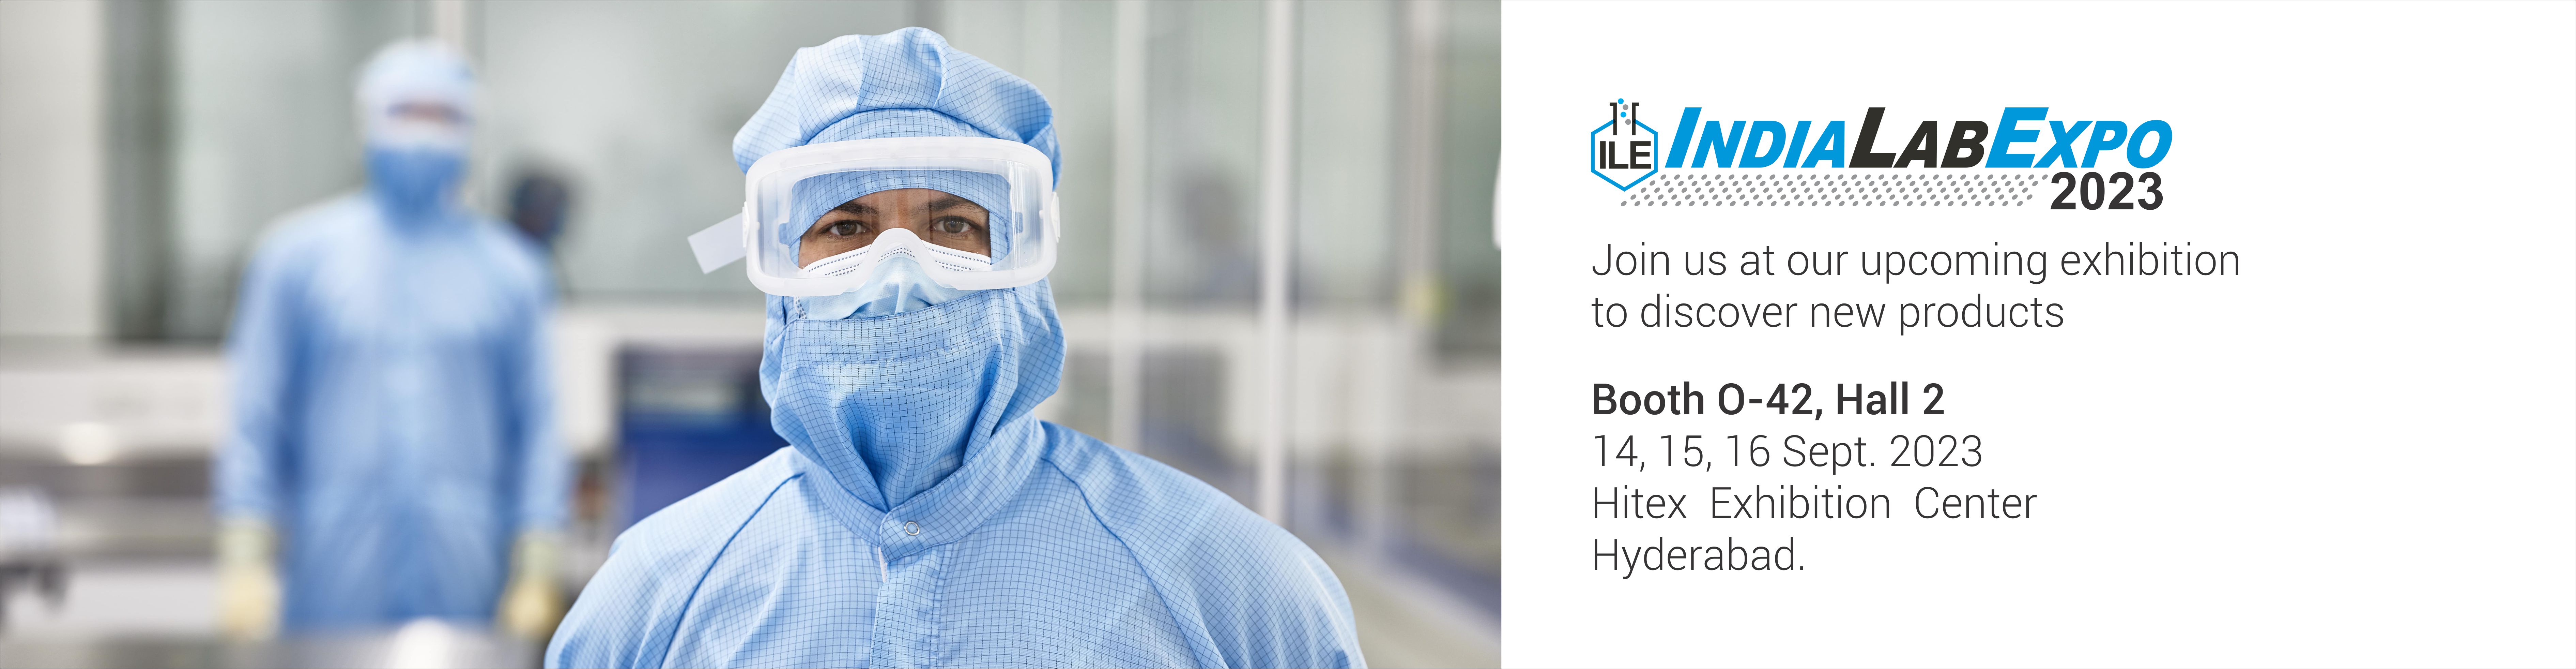 ILE INDIALABEXPO
2023
Join us at our upcoming exhibition
to discover new products
Booth O-42, Hall 2
14, 15, 16 Sept. 2023
Hitex Exhibition Center
Hyderabad.